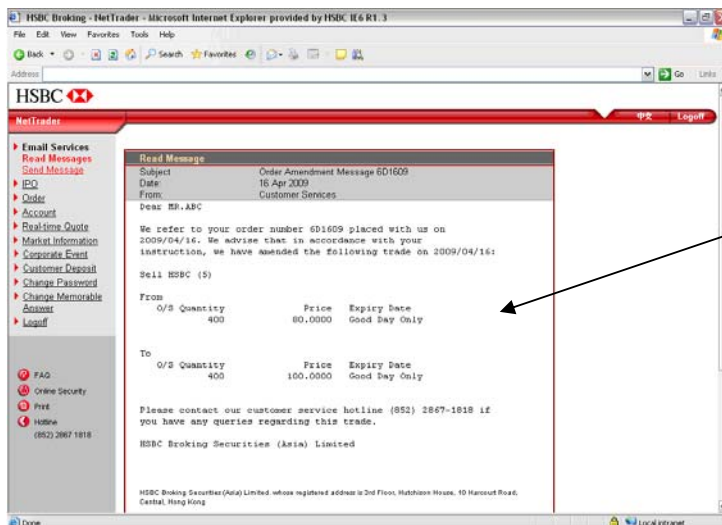 HSBC Broking - NetTrader - Microsoft Internet Explorer provided by HSBC IE6 R1.3
File Edit View Favorites Tools Help
Back Search Favorites
Address Go Links
HSBC
NetTrader 中文 Logoff
Email Services
Read Messages
Send Message
IPO
Order
Account
Real-time Quote
Market Information
Corporate Event
Customer Deposit
Change Password
Change Memorable
Answer
Logoff
FAQ
Online Security
Print
Hotline
(852) 2867 1818
Read Message
Subject Order Amendment Message 6D1609
Date: 16 Apr 2009
From: Customer Services
Dear MR.ABC
We refer to your order number 6D1609 placed with us on
2009/04/16. We advise that in accordance with your
instruction, we have amended the following trade on 2009/04/16:
Sell HSBC (5)
From
O/S Quantity Price Expiry Date
400 80.0000 Good Day Only
To
O/S Quantity Price Expiry Date
400 100.0000 Good Day Only
Please contact our customer service hotline (852) 2867-1818 if
you have any queries regarding this trade.
HSBC Broking Securities (Asia) Limited
HSBC Broking Securities (Asia) Limited whose registered address is 3rd Floor, Hutchison House, 10 Harcourt Road,
Central, Hong Kong
Done Local intranet